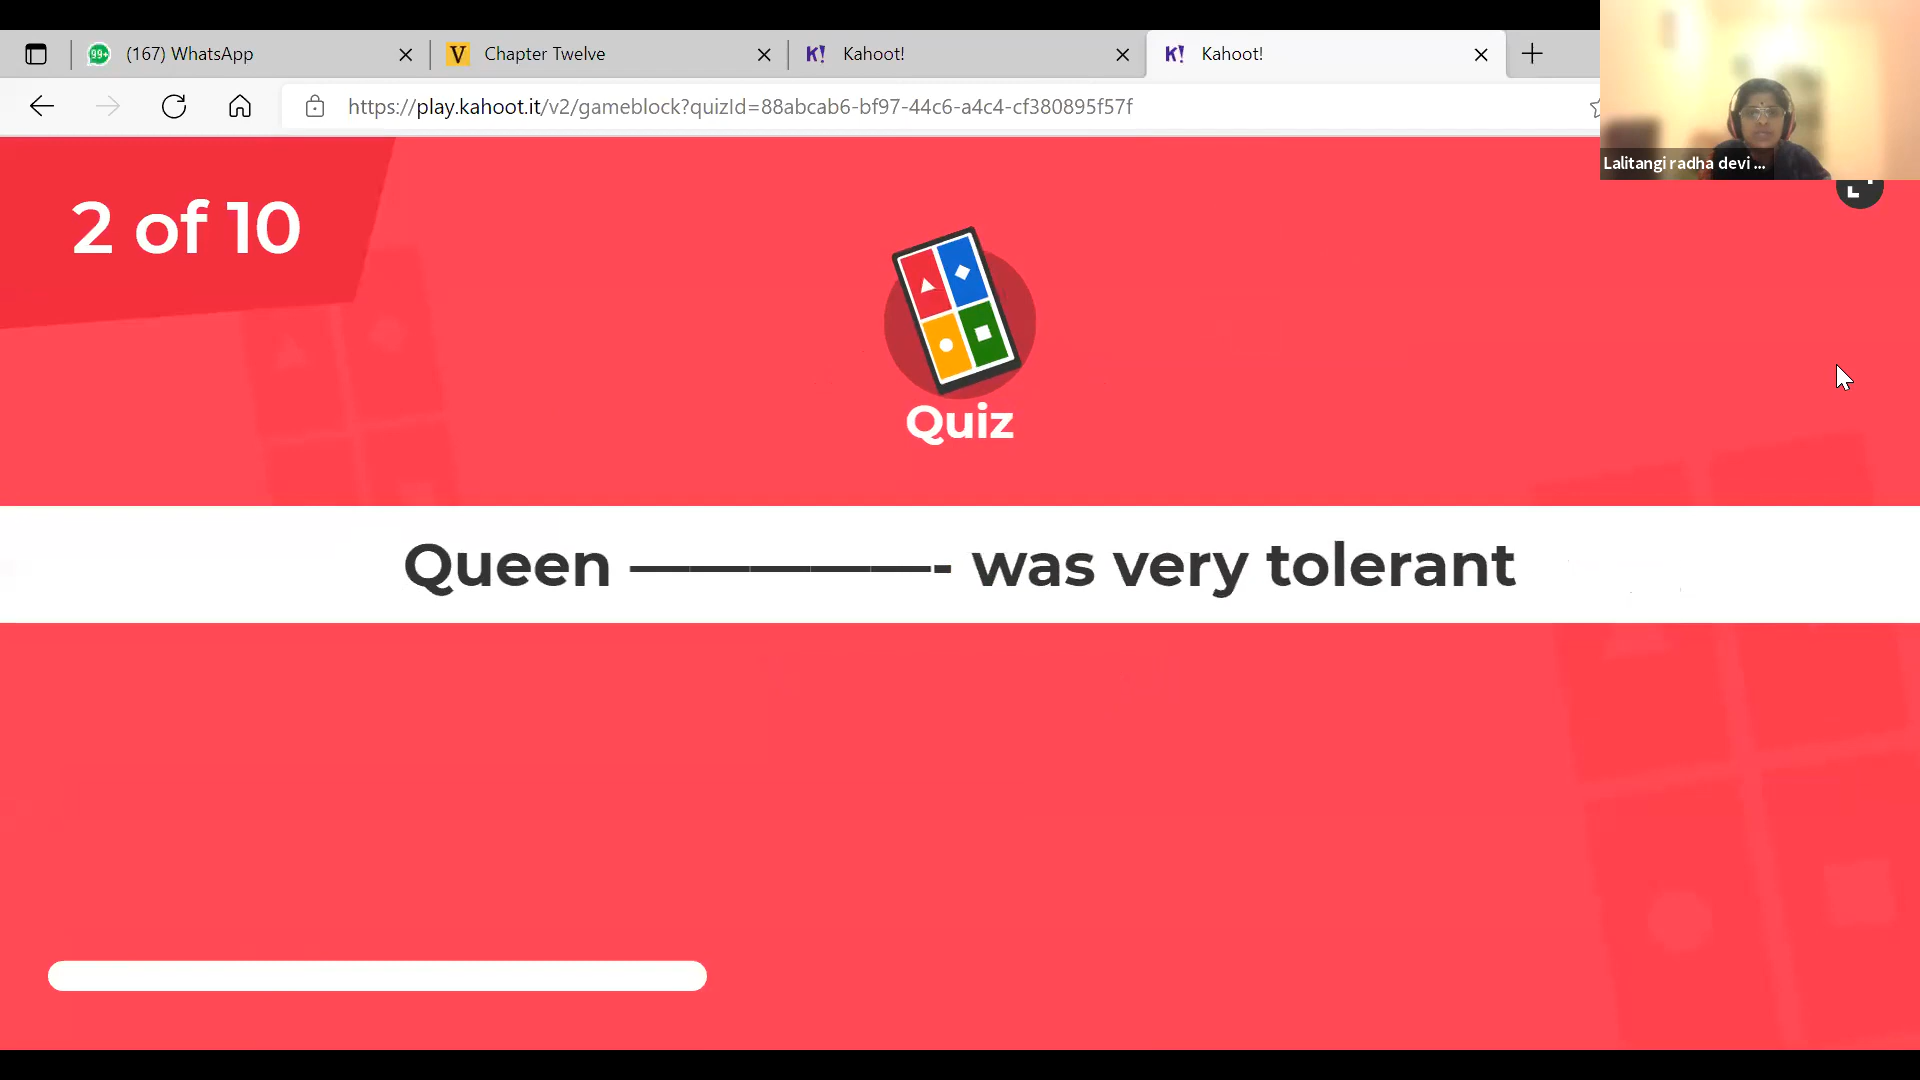 (167) WhatsApp
Chapter Twelve
Kahoot!
Kahoot!
https://play.kahoot.it/v2/gameblock?quizId=88abcab6-bf97-44c6-a4c4-cf380895f57f
Lalitangi radha devi ...
2 of 10
Quiz
Queen —————- was very tolerant